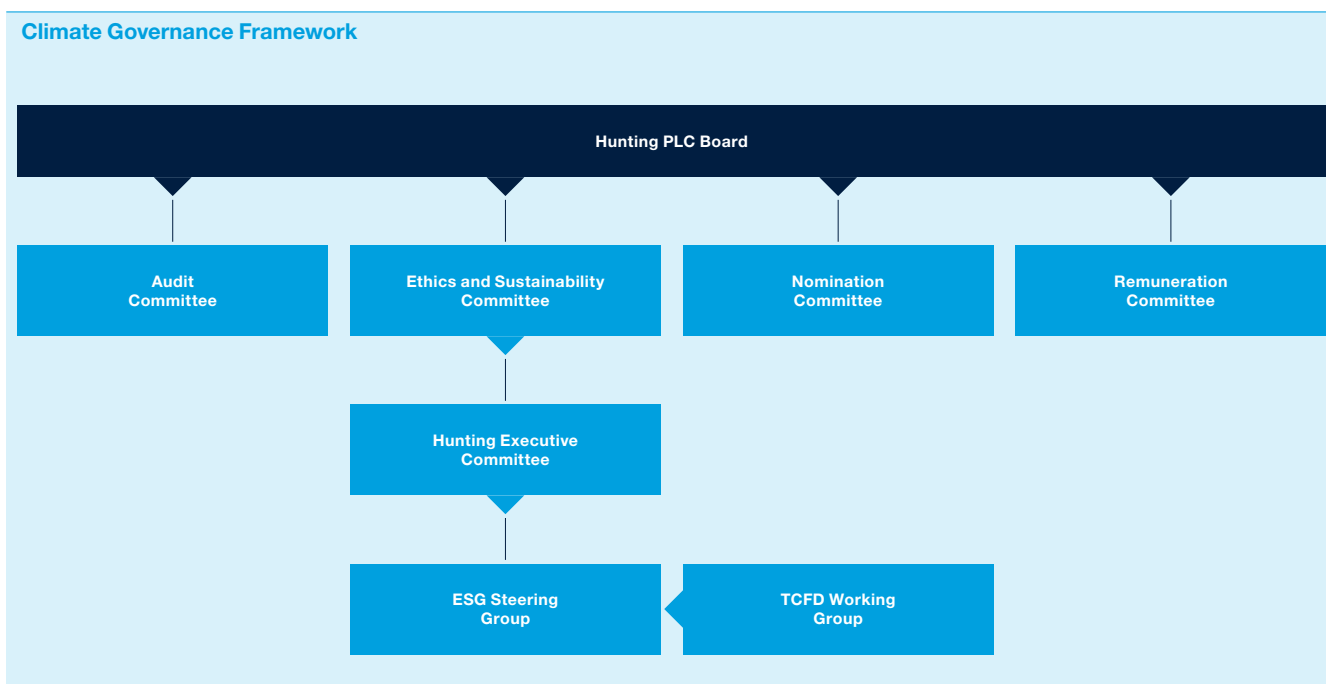 Climate Governance Framework
Hunting PLC Board
Audit
Committee
Ethics and Sustainability
Committee
Nomination
Committee
Remuneration
Committee
Hunting Executive
Committee
ESG Steering
Group
TCFD Working
Group